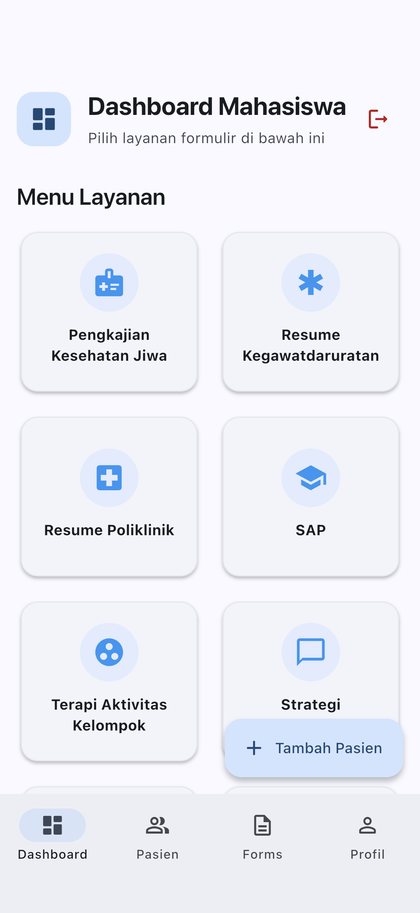 Dashboard Mahasiswa
Pilih layanan formulir di bawah ini
Menu Layanan
Pengkajian
Kesehatan Jiwa
Resume
Kegawatdaruratan
Resume Poliklinik
SAP
Terapi Aktivitas
Kelompok
Strategi
Tambah Pasien
Dashboard
Pasien
Forms
Profil